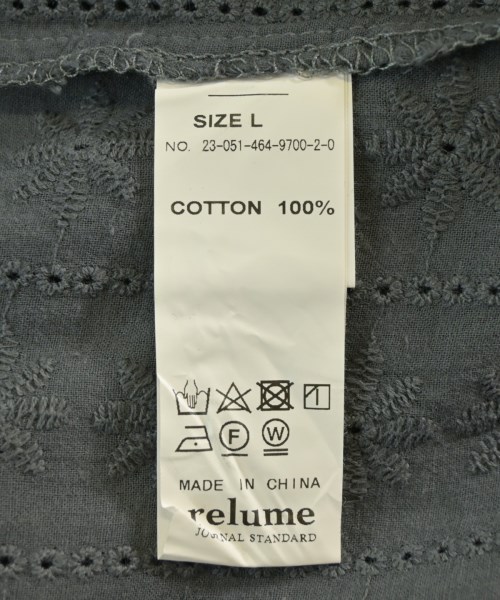 SIZE L
NO. 23-051-464-9700-2-0
COTTON 100%
F
W
MADE IN CHINA
relume
JOURNAL STANDARD